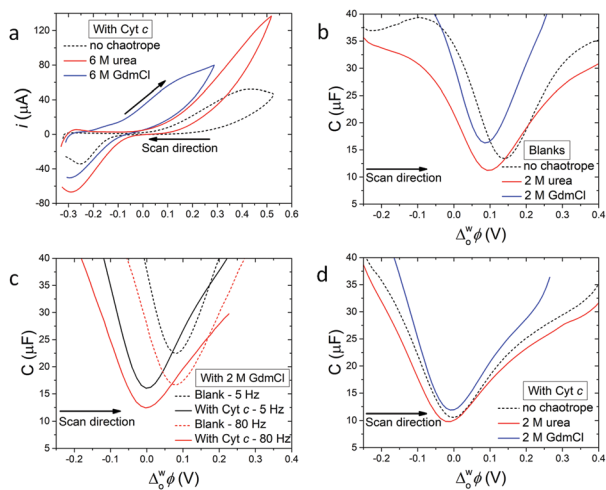 a
With Cyt c
no chaotrope
6 M urea
6 M GdmCl
Scan direction
i (μA)
120
80
40
0
-40
-80
-0.3 -0.1 0.0 0.1 0.2 0.3 0.4 0.5 0.6
Δ^w_o ϕ (V)
b
C (μF)
40
35
30
25
20
15
10
5
Blanks
no chaotrope
2 M urea
2 M GdmCl
Scan direction
-0.2 -0.1 0.0 0.1 0.2 0.3 0.4
Δ^w_o ϕ (V)
c
C (μF)
40
35
30
25
20
15
10
5
With 2 M GdmCl
Blank - 5 Hz
With Cyt c - 5 Hz
Blank - 80 Hz
With Cyt c - 80 Hz
Scan direction
-0.2 -0.1 0.0 0.1 0.2 0.3 0.4
Δ^w_o ϕ (V)
d
C (μF)
40
35
30
25
20
15
10
5
With Cyt c
no chaotrope
2 M urea
2 M GdmCl
Scan direction
-0.2 -0.1 0.0 0.1 0.2 0.3 0.4
Δ^w_o ϕ (V)